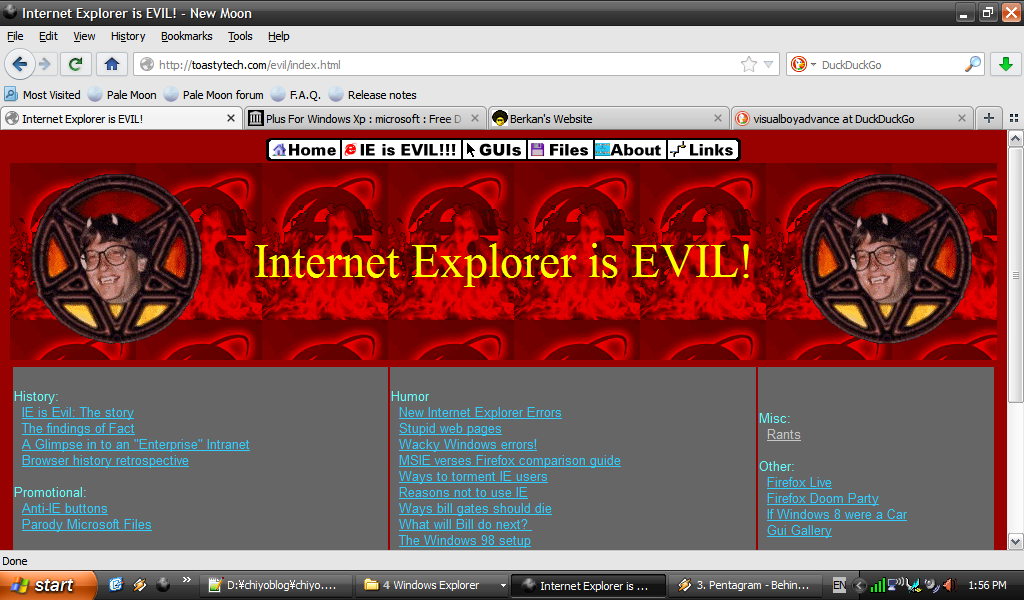 Internet Explorer is EVIL! - New Moon
File Edit View History Bookmarks Tools Help
http://toastytech.com/evil/index.html DuckDuckGo
Most Visited Pale Moon Pale Moon forum F.A.Q. Release notes
Internet Explorer is EVIL! Plus For Windows Xp : microsoft : Free D Berkan's Website visualboyadvance at DuckDuckGo
Home IE is EVIL!!! GUIs Files About Links
Internet Explorer is EVIL!
History:
IE is Evil: The story
The findings of Fact
A Glimpse in to an "Enterprise" Intranet
Browser history retrospective
Promotional:
Anti-IE buttons
Parody Microsoft Files
Humor
New Internet Explorer Errors
Stupid web pages
Wacky Windows errors!
MSIE verses Firefox comparison guide
Ways to torment IE users
Reasons not to use IE
Ways bill gates should die
What will Bill do next?
The Windows 98 setup
Misc:
Rants
Other:
Firefox Live
Firefox Doom Party
If Windows 8 were a Car
Gui Gallery
Done
start D:¥chiyoblog¥chiyo... 4 Windows Explorer Internet Explorer is ... 3. Pentagram - Behin... EN 1:56 PM